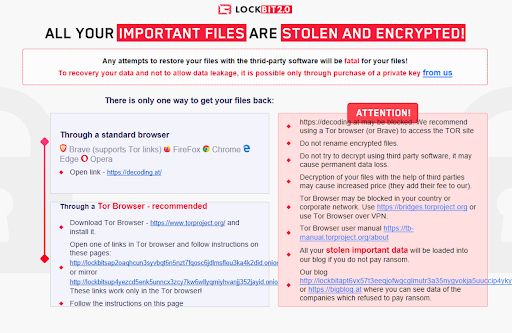 LOCKBIT 2.0
ALL YOUR IMPORTANT FILES ARE STOLEN AND ENCRYPTED!
Any attempts to restore your files with the thrid-party software will be fatal for your files!
To recovery your data and not to allow data leakage, it is possible only through purchase of a private key from us
There is only one way to get your files back:
Through a standard browser
Brave (supports Tor links) FireFox Chrome
Edge Opera
Open link - https://decoding.at/
Through a Tor Browser - recommended
Download Tor Browser - https://www.torproject.org/ and
install it.
Open one of links in Tor browser and follow instructions on
these pages:
or mirror
These links work only in the Tor browser!
Follow the instructions on this page
ATTENTION!
https://decoding.at may be blocked. We recommend
using a Tor browser (or Brave) to access the TOR site
Do not rename encrypted files.
Do not try to decrypt using third party software, it may
cause permanent data loss.
Decryption of your files with the help of third parties
may cause increased price (they add their fee to our).
Tor Browser may be blocked in your country or
corporate network. Use https://bridges.torproject.org or
use Tor Browser over VPN.
Tor Browser user manual https://tb-
manual.torproject.org/about
All your stolen important data will be loaded into
our blog if you do not pay ransom.
Our blog
or https://bigblog.at where you can see data of the
companies which refused to pay ransom.